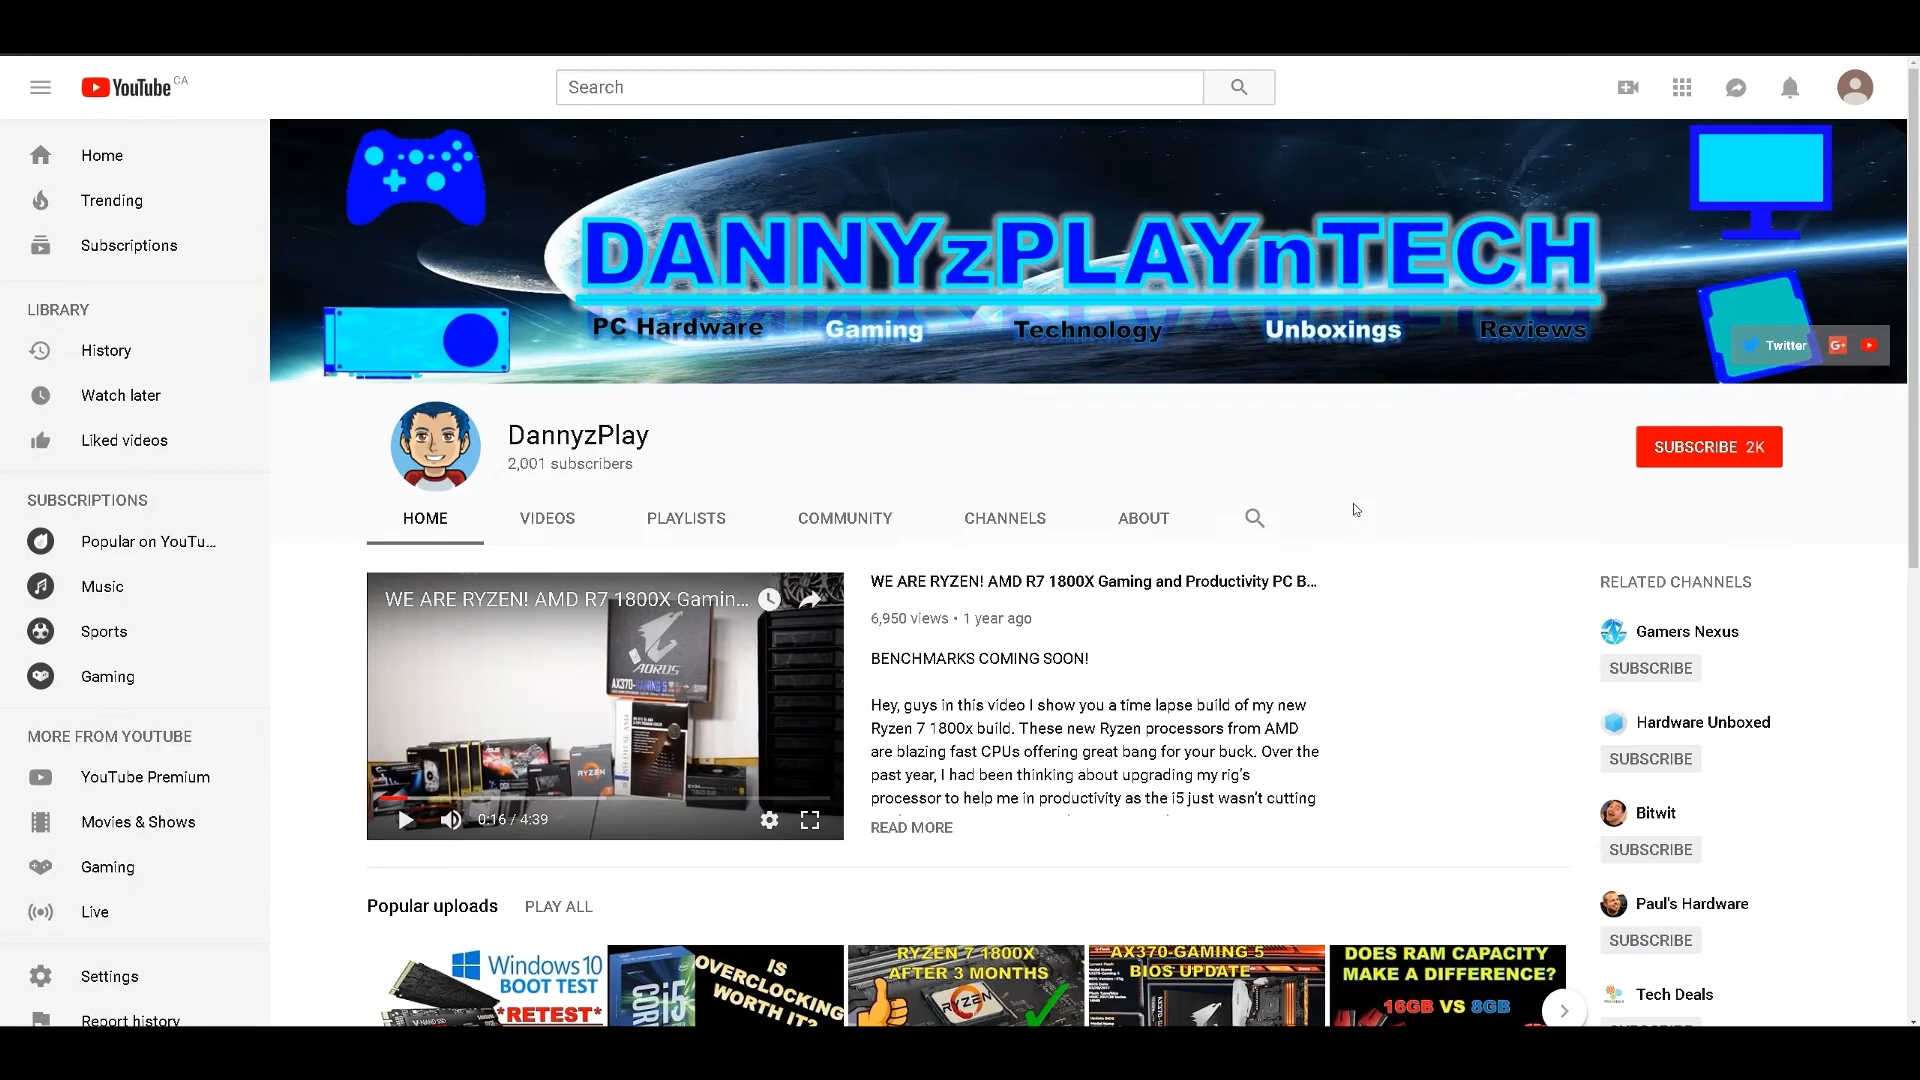 YouTube CA
Search
Home
Trending
Subscriptions
LIBRARY
History
Watch later
Liked videos
SUBSCRIPTIONS
Popular on YouTu...
Music
Sports
Gaming
MORE FROM YOUTUBE
YouTube Premium
Movies & Shows
Gaming
Live
Settings
Report history
DANNYzPLAYnTECH
PC Hardware Gaming Technology Unboxings Reviews
Twitter G+
DannyzPlay
2,001 subscribers
SUBSCRIBE 2K
HOME VIDEOS PLAYLISTS COMMUNITY CHANNELS ABOUT
WE ARE RYZEN! AMD R7 1800X Gamin...
AORUS
AX370-GAMING 5
RYZEN
0:16 / 4:39
WE ARE RYZEN! AMD R7 1800X Gaming and Productivity PC B...
6,950 views • 1 year ago
BENCHMARKS COMING SOON!
Hey, guys in this video I show you a time lapse build of my new
Ryzen 7 1800x build. These new Ryzen processors from AMD
are blazing fast CPUs offering great bang for your buck. Over the
past year, I had been thinking about upgrading my rig's
processor to help me in productivity as the i5 just wasn't cutting
READ MORE
RELATED CHANNELS
Gamers Nexus
SUBSCRIBE
Hardware Unboxed
SUBSCRIBE
Bitwit
SUBSCRIBE
Paul's Hardware
SUBSCRIBE
Tech Deals
Popular uploads PLAY ALL
Windows 10
BOOT TEST
*RETEST*
CORE i5
IS
OVERCLOCKING
WORTH IT?
RYZEN 7 1800X
AFTER 3 MONTHS
RYZEN
AX370-GAMING 5
BIOS UPDATE
DOES RAM CAPACITY
MAKE A DIFFERENCE?
16GB VS 8GB